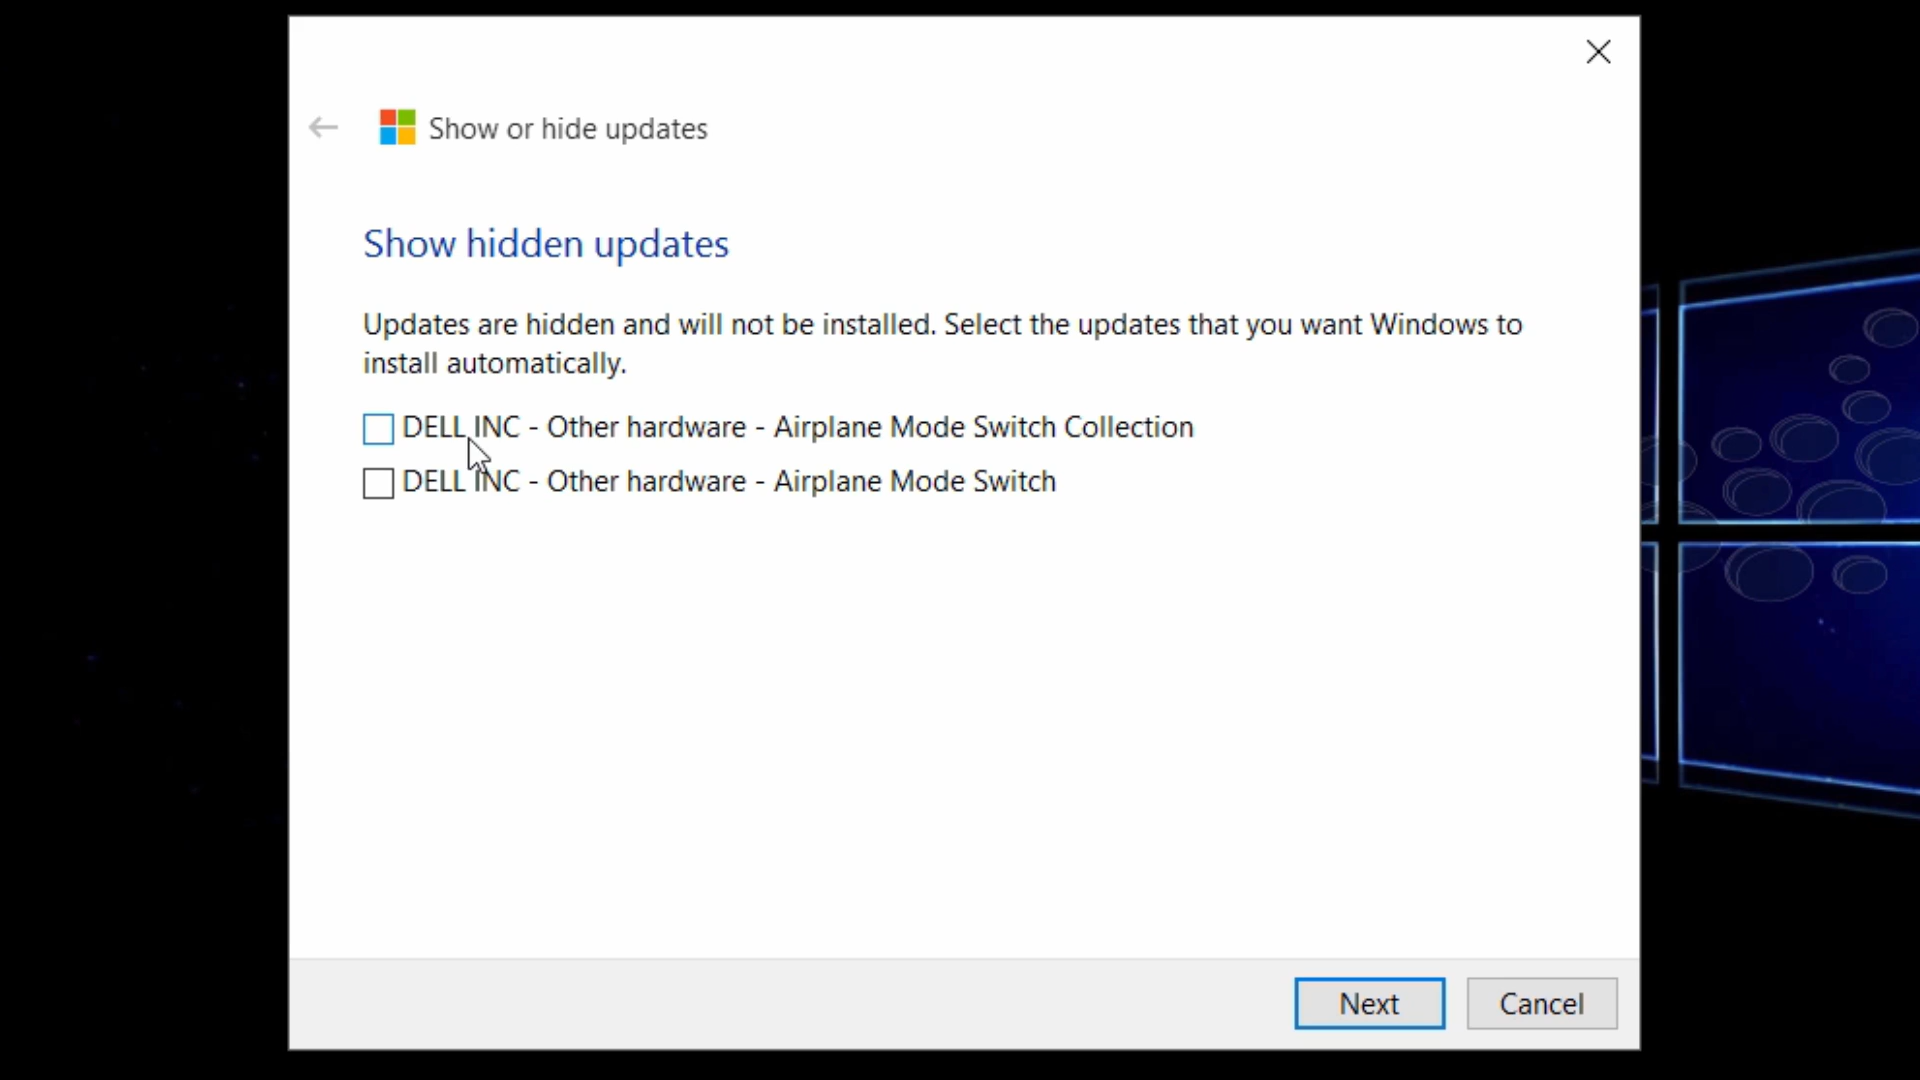 Show or hide updates
Show hidden updates
Updates are hidden and will not be installed. Select the updates that you want Windows to
install automatically.
DELL INC - Other hardware - Airplane Mode Switch Collection
DELL INC - Other hardware - Airplane Mode Switch
Next Cancel